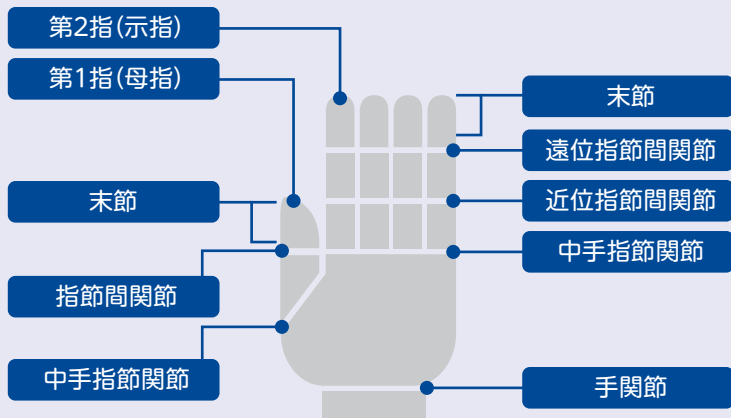 第2指(示指)
第1指(母指)
末節
指節間関節
中手指節関節
末節
遠位指節間関節
近位指節間関節
中手指節関節
手関節